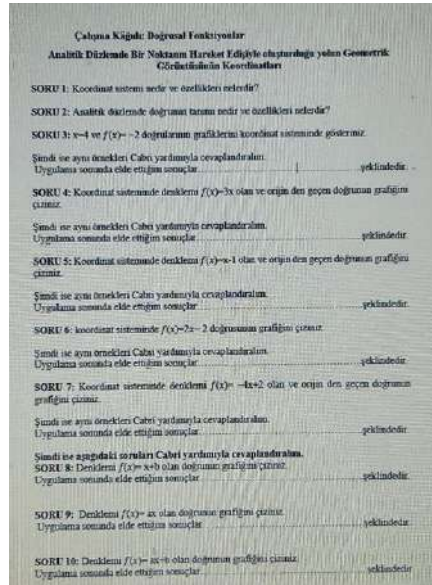 Çalışma Kâğıdı: Doğrusal Fonksiyonlar
Analitik Düzlemde Bir Noktanın Hareket Edişiyle oluşturduğu yolun Geometrik
Görüntüsünün Koordinatları
SORU 1: Koordinat sistemi nedir ve özellikleri nelerdir?
SORU 2: Analitik düzlemde doğrunun tanımı nedir ve özellikleri nelerdir?
SORU 3: x=4 ve f(x)= -2 doğrularının grafiklerini koordinat sisteminde gösteriniz.
Şimdi ise aynı örnekleri Cabri yardımıyla cevaplandıralım.
Uygulama sonunda elde ettiğim sonuçlar........................şeklindedir.
SORU 4: Koordinat sisteminde denklemi f(x)=3x olan ve orijin den geçen doğrunun grafiğini
çiziniz.
Şimdi ise aynı örnekleri Cabri yardımıyla cevaplandıralım.
Uygulama sonunda elde ettiğim sonuçlar........................şeklindedir.
SORU 5: Koordinat sisteminde denklemi f(x)=x-1 olan ve orijin den geçen doğrunun grafiğini
çiziniz.
Şimdi ise aynı örnekleri Cabri yardımıyla cevaplandıralım.
Uygulama sonunda elde ettiğim sonuçlar........................şeklindedir.
SORU 6: koordinat sisteminde f(x)=2x- 2 doğrusunun grafiğini çiziniz.
Şimdi ise aynı örnekleri Cabri yardımıyla cevaplandıralım.
Uygulama sonunda elde ettiğim sonuçlar........................şeklindedir.
SORU 7: Koordinat sisteminde denklemi f(x)= -4x+2 olan ve orijin den geçen doğrunun
grafiğini çiziniz.
Şimdi ise aynı örnekleri Cabri yardımıyla cevaplandıralım.
Uygulama sonunda elde ettiğim sonuçlar........................şeklindedir.
Şimdi ise aşağıdaki soruları Cabri yardımıyla cevaplandıralım.
SORU 8: Denklemi f(x)= x+b olan doğrunun grafiğini çiziniz.
Uygulama sonunda elde ettiğim sonuçlar........................şeklindedir.
SORU 9: Denklemi f(x)= ax olan doğrunun grafiğini çiziniz.
Uygulama sonunda elde ettiğim sonuçlar........................şeklindedir.
SORU 10: Denklemi f(x)= ax+b olan doğrunun grafiğini çiziniz.
Uygulama sonunda elde ettiğim sonuçlar........................şeklindedir.